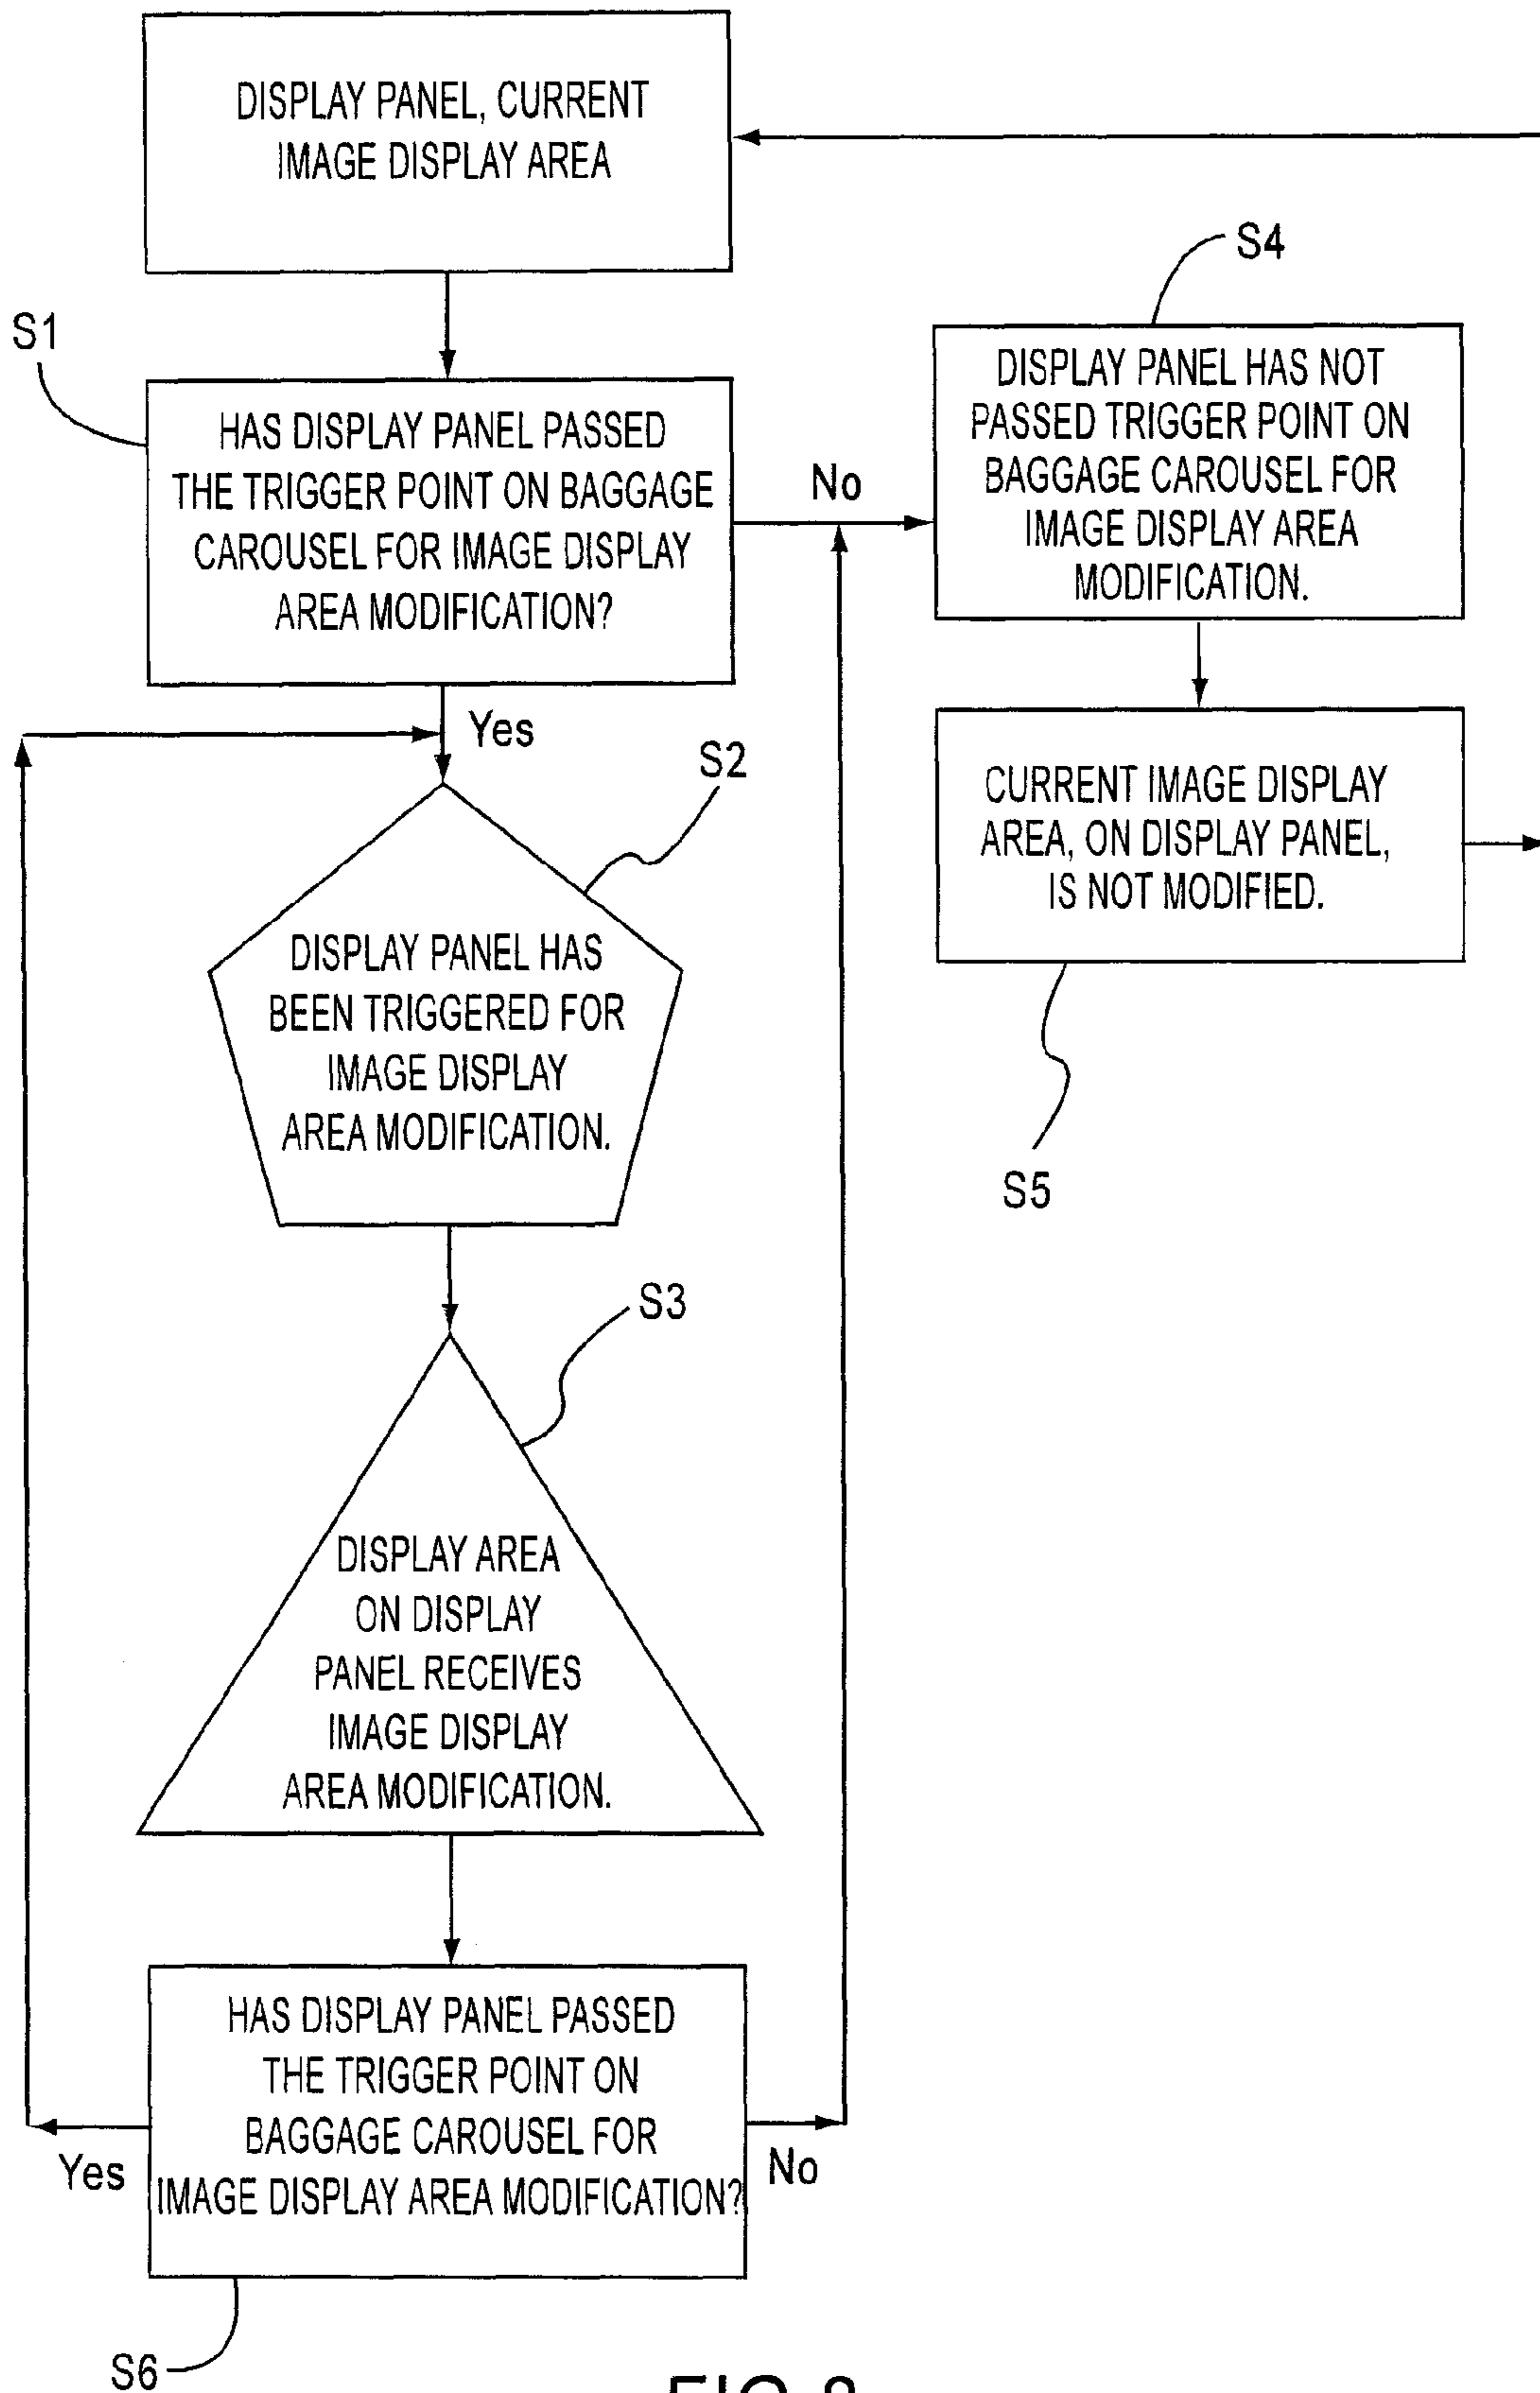 DISPLAY PANEL, CURRENT
IMAGE DISPLAY AREA
S1
HAS DISPLAY PANEL PASSED
THE TRIGGER POINT ON BAGGAGE
CAROUSEL FOR IMAGE DISPLAY
AREA MODIFICATION?
No
S4
DISPLAY PANEL HAS NOT
PASSED TRIGGER POINT ON
BAGGAGE CAROUSEL FOR
IMAGE DISPLAY AREA
MODIFICATION.
Yes
S2
CURRENT IMAGE DISPLAY
AREA, ON DISPLAY PANEL,
IS NOT MODIFIED.
S5
DISPLAY PANEL HAS
BEEN TRIGGERED FOR
IMAGE DISPLAY
AREA MODIFICATION.
S3
DISPLAY AREA
ON DISPLAY
PANEL RECEIVES
IMAGE DISPLAY
AREA MODIFICATION.
HAS DISPLAY PANEL PASSED
THE TRIGGER POINT ON
BAGGAGE CAROUSEL FOR
IMAGE DISPLAY AREA MODIFICATION?
Yes
No
S6